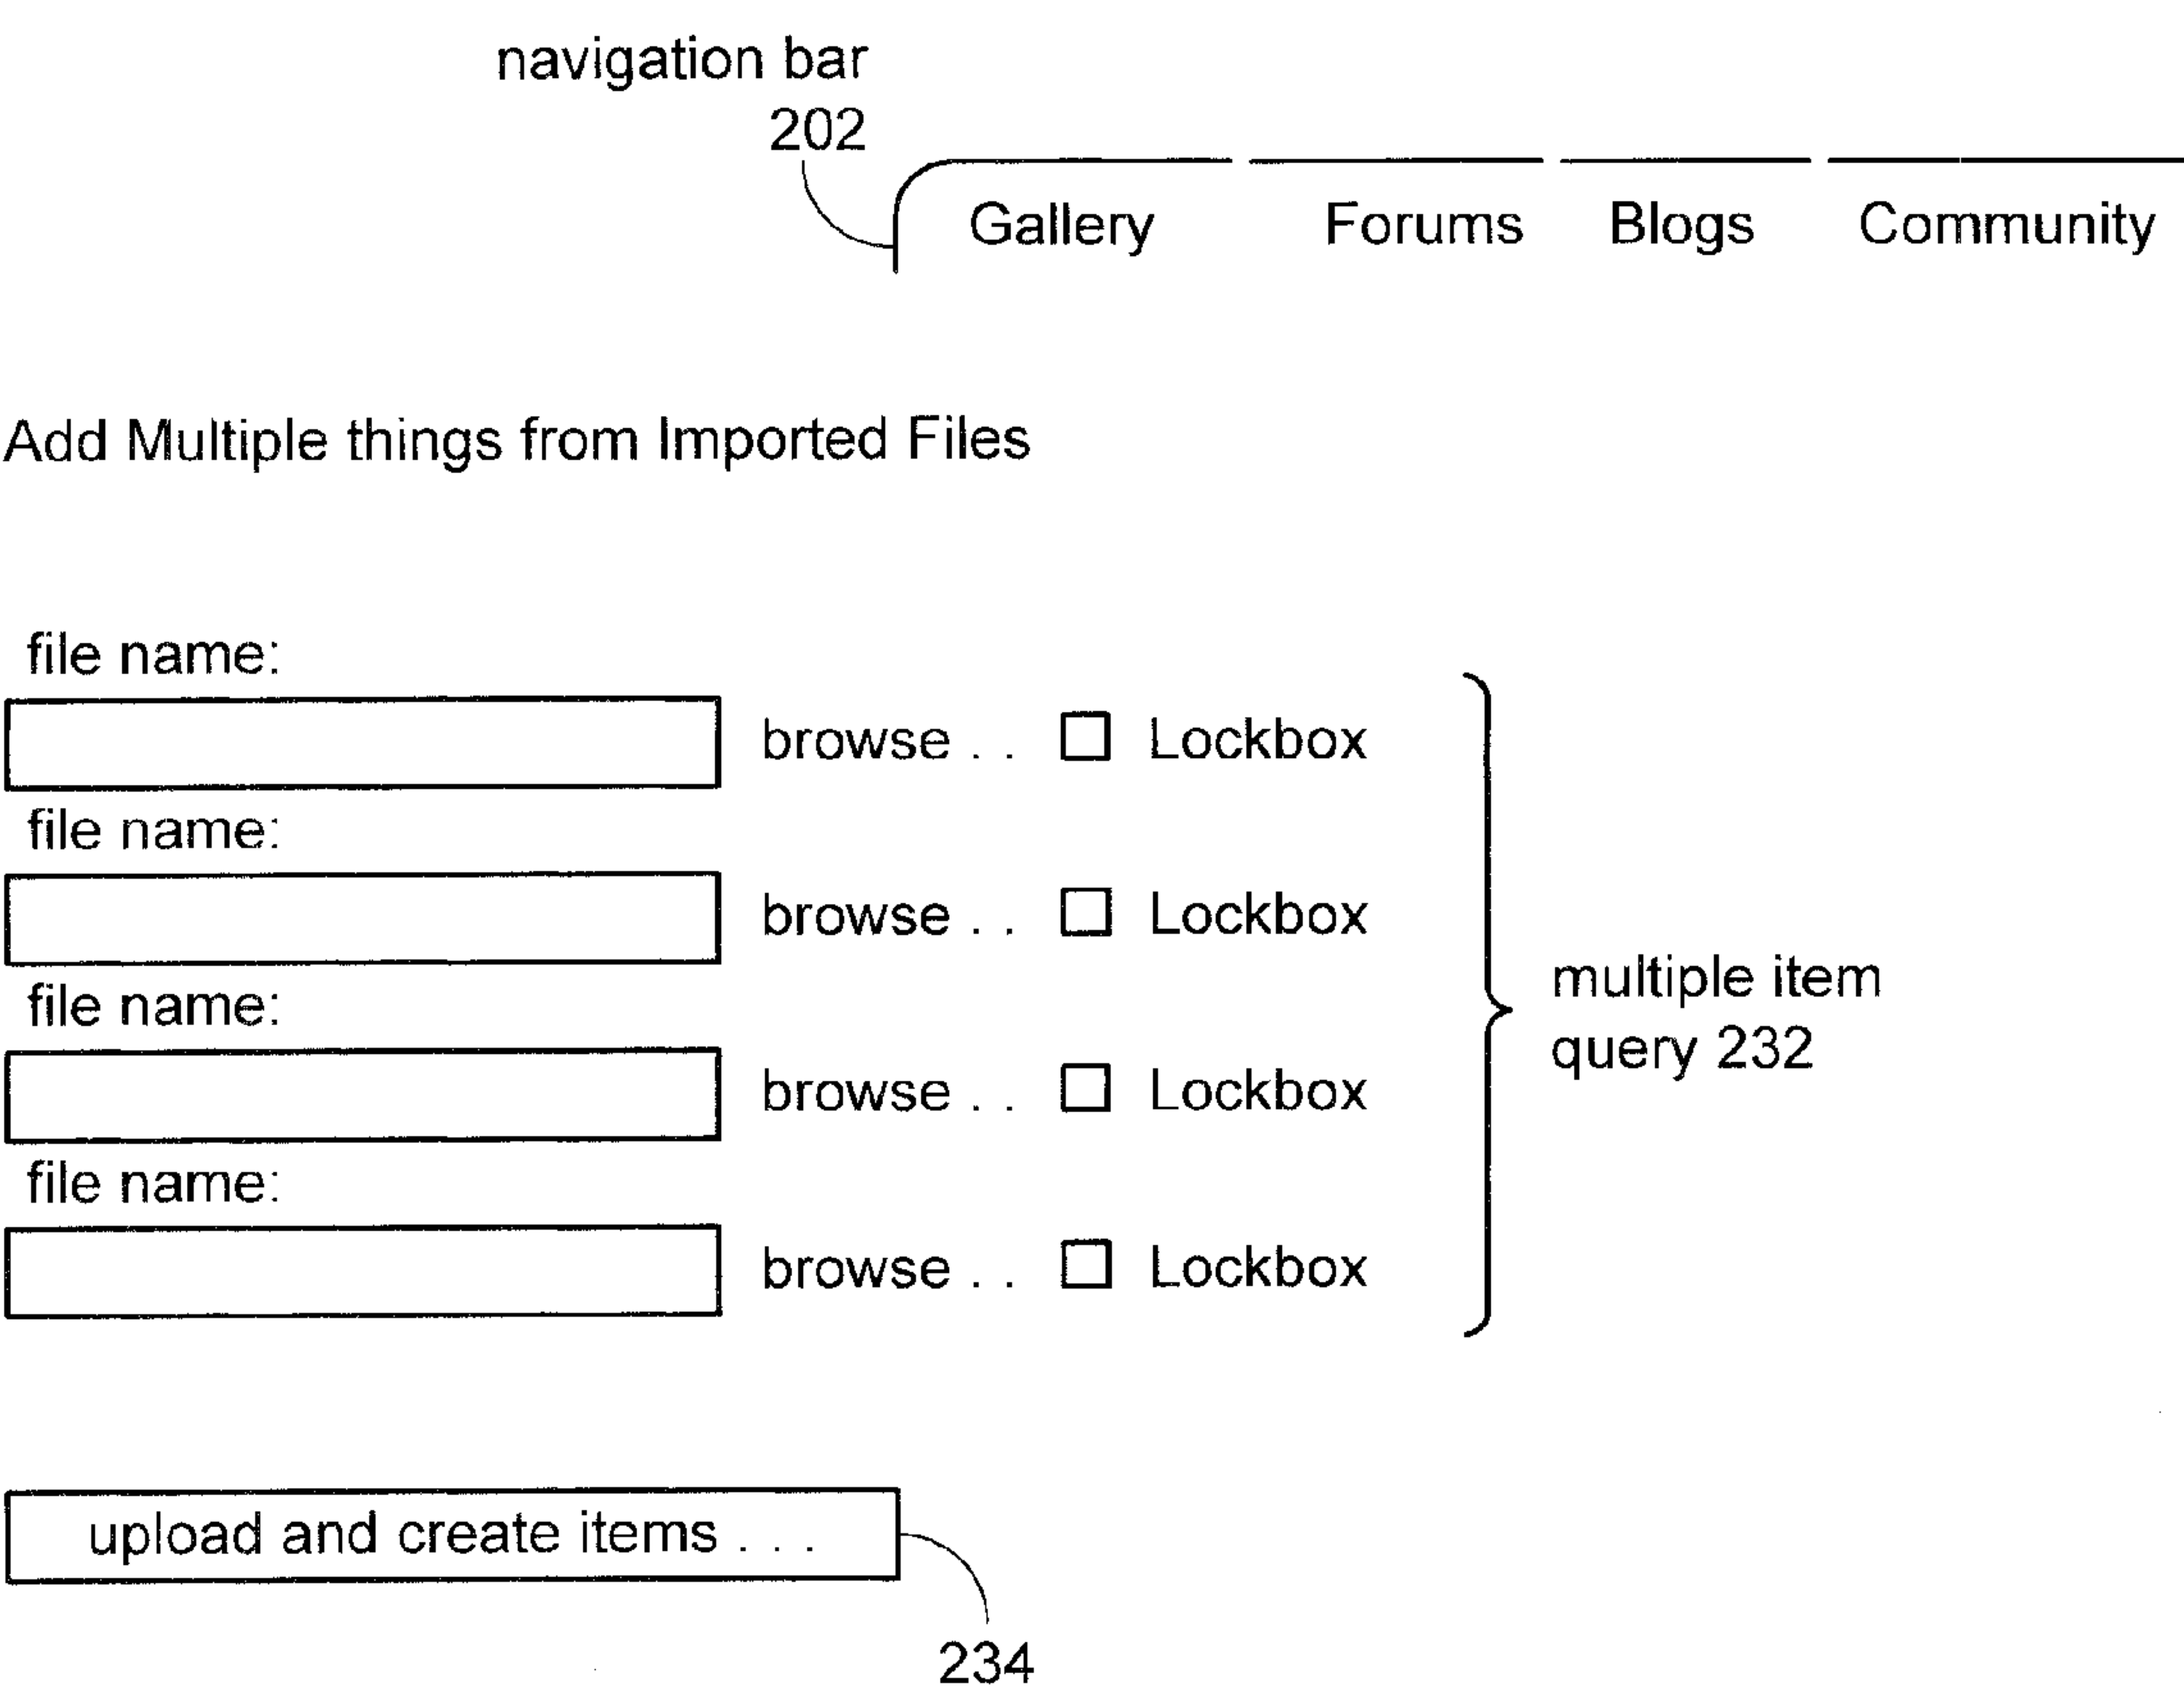 navigation bar
202
Gallery Forums Blogs Community
Add Multiple things from Imported Files
file name:
browse . . Lockbox
file name:
browse . . Lockbox
file name:
browse . . Lockbox
file name:
browse . . Lockbox
multiple item
query 232
upload and create items . . .
234